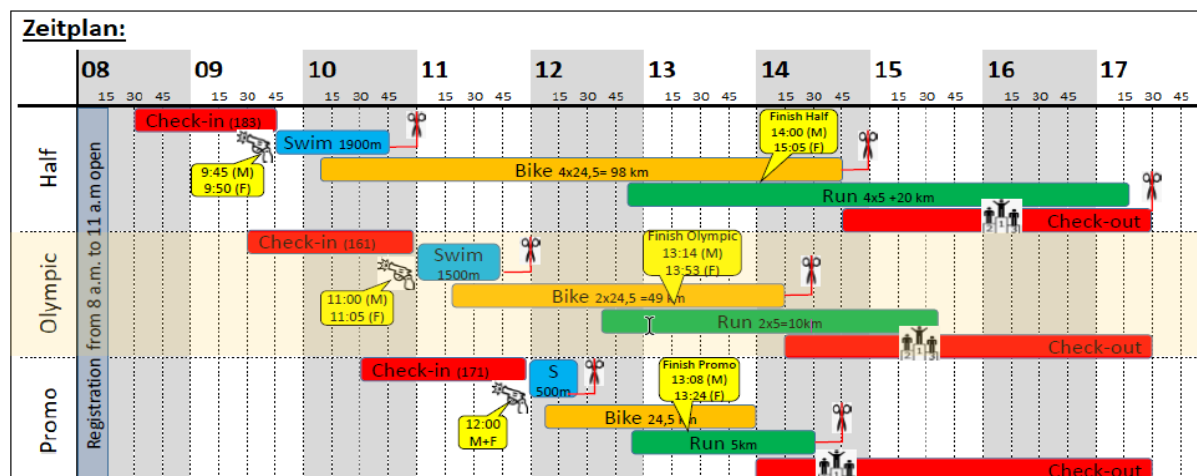 Zeitplan:
08 09 10 11 12 13 14 15 16 17
15 30 45 15 30 45 15 30 45 15 30 45 15 30 45 15 30 45 15 30 45 15 30 45 15 30 45 15 30 45
Registration from 8 a.m. to 11 a.m open
Half
Check-in (183)
9:45 (M)
9:50 (F)
Swim 1900m
Bike 4x24,5= 98 km
Finish Half
14:00 (M)
15:05 (F)
Run 4x5 +20 km
Check-out
Olympic
Check-in (161)
11:00 (M)
11:05 (F)
Swim
1500m
Finish Olympic
13:14 (M)
13:53 (F)
Bike 2x24,5 =49 km
Run 2x5=10km
Check-out
Promo
Check-in (171)
12:00
M+F
S
500m
Finish Promo
13:08 (M)
13:24 (F)
Bike 24,5 km
Run 5km
Check-out